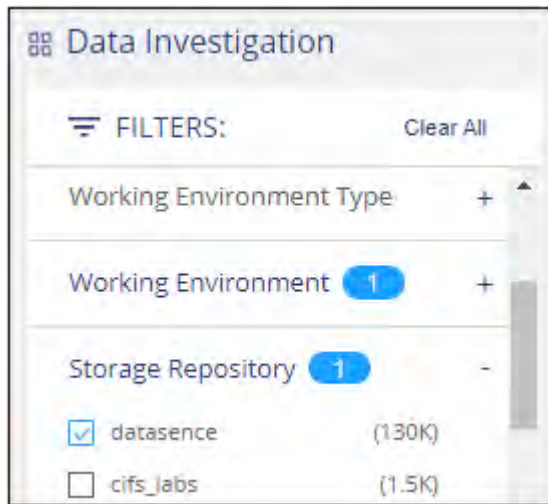 Data Investigation
FILTERS: Clear All
Working Environment Type +
Working Environment 1 +
Storage Repository 1 -
datasence (130K)
cifs_labs (1.5K)